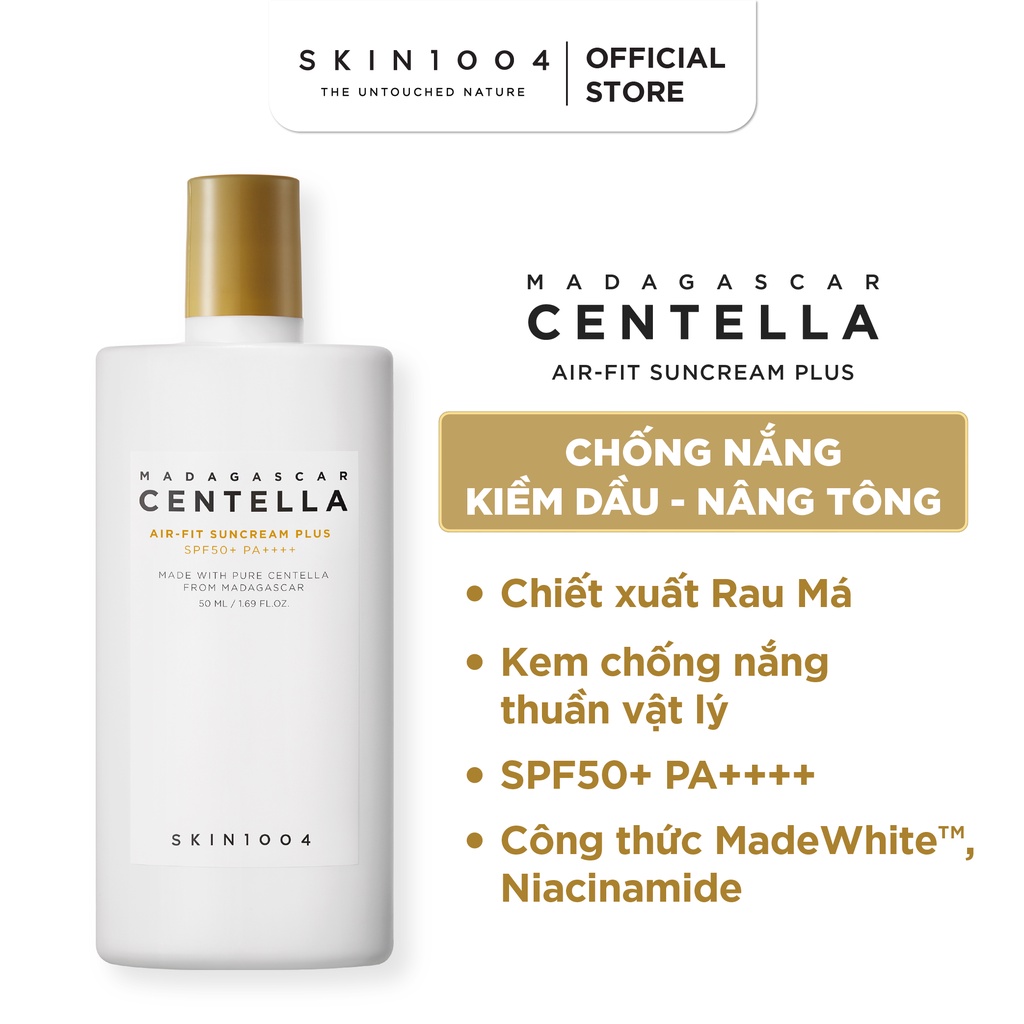 SKIN1004
THE UNTOUCHED NATURE
OFFICIAL
STORE
MADAGASCAR
CENTELLA
AIR-FIT SUNCREAM PLUS
CHỐNG NẮNG
KIỀM DẦU - NÂNG TÔNG
• Chiết xuất Rau Má
• Kem chống nắng
thuần vật lý
• SPF50+ PA++++
• Công thức MadeWhite™,
Niacinamide
MADAGASCAR
CENTELLA
AIR-FIT SUNCREAM PLUS
SPF50+ PA++++
MADE WITH PURE CENTELLA
FROM MADAGASCAR
50 ML / 1.69 FL.OZ.
SKIN1004